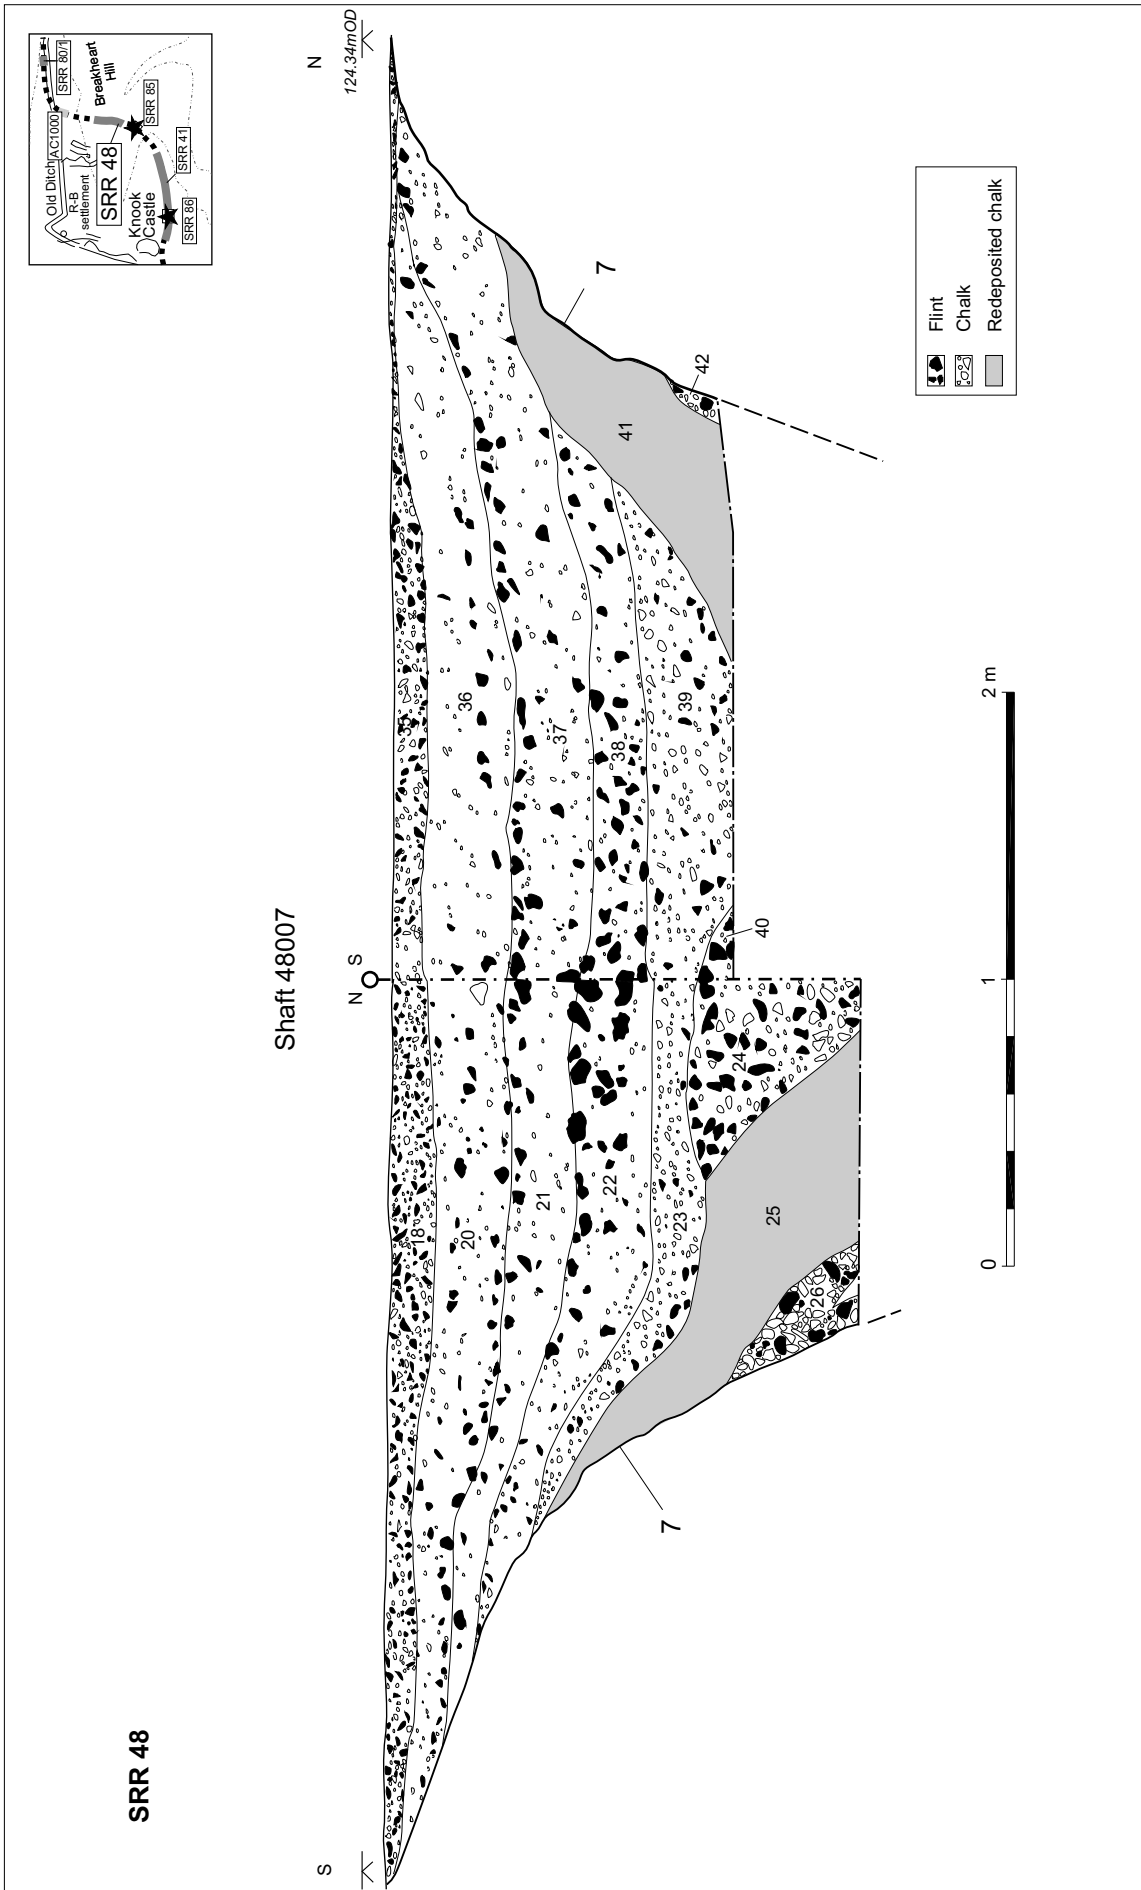 SRR 48
Old Ditch
AC1000
SRR 80/1
R-B
settlement
Breakheart
Hill
SRR 48
SRR 85
Knook
Castle
SRR 41
SRR 86
Shaft 48007
S
N
S
N
124.34mOD
18
35
20
36
21
37
22
38
23
39
24
40
25
41
26
42
7
7
0
1
2 m
Flint
Chalk
Redeposited chalk